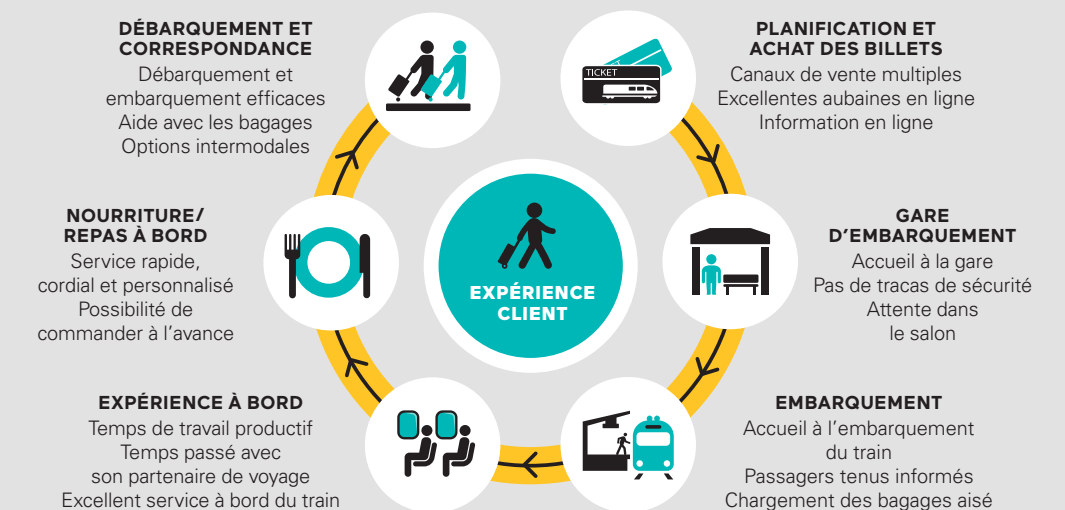 DÉBARQUEMENT ET
CORRESPONDANCE
Débarquement et
embarquement efficaces
Aide avec les bagages
Options intermodales
PLANIFICATION ET
ACHAT DES BILLETS
Canaux de vente multiples
Excellentes aubaines en ligne
Information en ligne
TICKET
NOURRITURE/
REPAS À BORD
Service rapide,
cordial et personnalisé
Possibilité de
commander à l’avance
EXPÉRIENCE
CLIENT
GARE
D’EMBARQUEMENT
Accueil à la gare
Pas de tracas de sécurité
Attente dans
le salon
EXPÉRIENCE À BORD
Temps de travail productif
Temps passé avec
son partenaire de voyage
Excellent service à bord du train
EMBARQUEMENT
Accueil à l’embarquement
du train
Passagers tenus informés
Chargement des bagages aisé